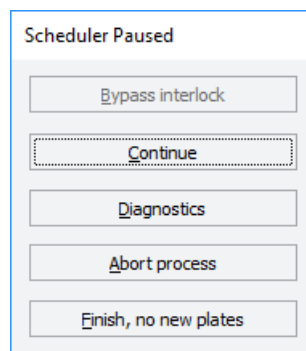 Scheduler Paused
Bypass interlock
Continue
Diagnostics
Abort process
Finish, no new plates